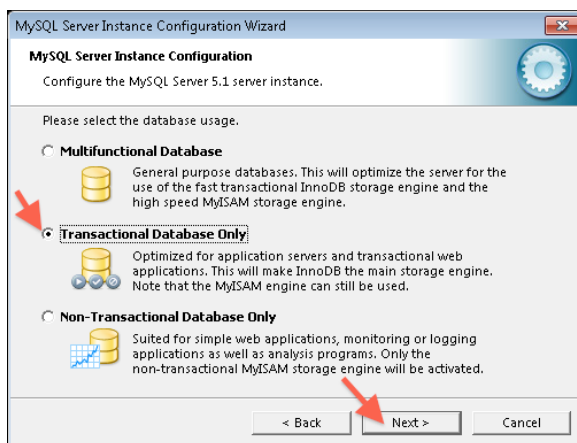 MySQL Server Instance Configuration Wizard
MySQL Server Instance Configuration
Configure the MySQL Server 5.1 server instance.
Please select the database usage.
Multifunctional Database
General purpose databases. This will optimize the server for the
use of the fast transactional InnoDB storage engine and the
high speed MyISAM storage engine.
Transactional Database Only
Optimized for application servers and transactional web
applications. This will make InnoDB the main storage engine.
Note that the MyISAM engine can still be used.
Non-Transactional Database Only
Suited for simple web applications, monitoring or logging
applications as well as analysis programs. Only the
non-transactional MyISAM storage engine will be activated.
< Back Next > Cancel